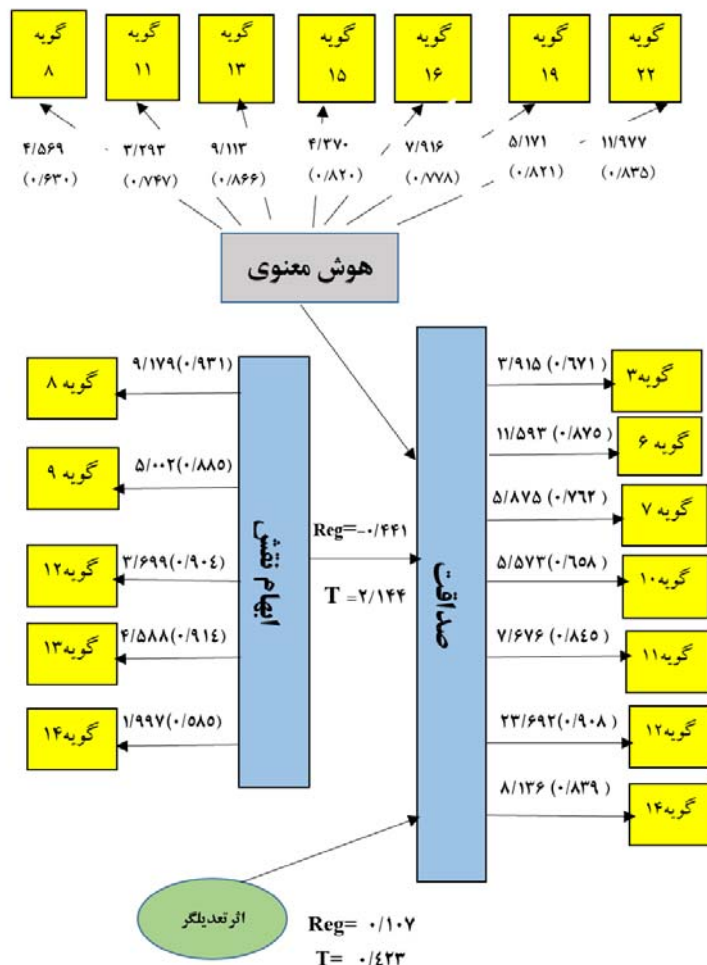 گویه ۸
گویه ۱۱
گویه ۱۳
گویه ۱۵
گویه ۱۶
گویه ۱۹
گویه ۲۲
۴/۵۶۹
(۰/۶۳۰)
۳/۲۹۳
(۰/۷۴۷)
۹/۱۱۳
(۰/۸۶۶)
۴/۳۷۰
(۰/۸۲۰)
۷/۹۱۶
(۰/۷۷۸)
۵/۱۷۱
(۰/۸۲۱)
۱۱/۹۷۷
(۰/۸۳۵)
هوش معنوی
۹/۱۷۹(۰/۹۳۱)
گویه ۸
۵/۰۰۲(۰/۸۸۵)
گویه ۹
۳/۶۹۹(۰/۹۰٤)
گویه۱۲
۴/۵۸۸(۰/۹۱٤)
گویه۱۳
۱/۹۹۷(۰/۵۸۵)
گویه۱۴
ابهام نقش
Reg=-۰/۴۴۱
T =۲/۱۴۴
صداقت
۳/۹۱۵ (۰/۶۷۱)
گویه۳
۱۱/۵۹۳ (۰/۸۷۵)
گویه ۶
۵/۸۷۵ (۰/۷۶۲)
گویه ۷
۵/۵۷۳ (۰/٦۵۸)
گویه۱۰
۷/۶۷۶ (۰/۸٤۵)
گویه۱۱
۲۳/۶۹۲(۰/۹۰۸)
گویه۱۲
۸/۱۳۶ (۰/۸۳۹)
گویه۱۴
اثرتعدیلگر
Reg= ۰/۱۰۷
T= ۰/٤۲۳